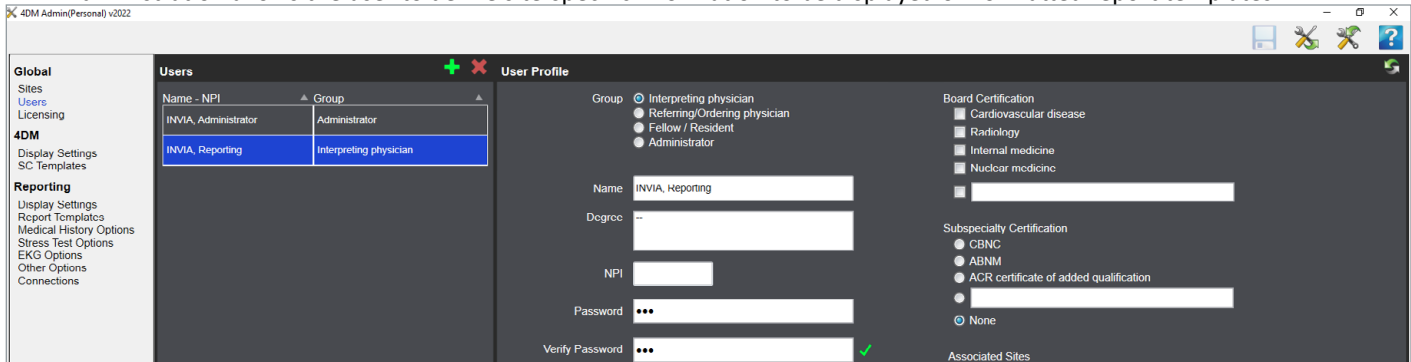 4DM Admin(Personal) v2022
Global
Sites
Users
Licensing
4DM
Display Settings
SC Templates
Reporting
Display Settings
Report Templates
Medical History Options
Stress Test Options
EKG Options
Other Options
Connections
Users
Name - NPI
Group
INVIA, Administrator
Administrator
INVIA, Reporting
Interpreting physician
User Profile
Group
Interpreting physician
Referring/Ordering physician
Fellow / Resident
Administrator
Name
INVIA, Reporting
Degree
--
NPI
Password
•••
Verify Password
•••
Board Certification
Cardiovascular disease
Radiology
Internal medicine
Nuclear medicine
Subspecialty Certification
CBNC
ABNM
ACR certificate of added qualification
None
Associated Sites